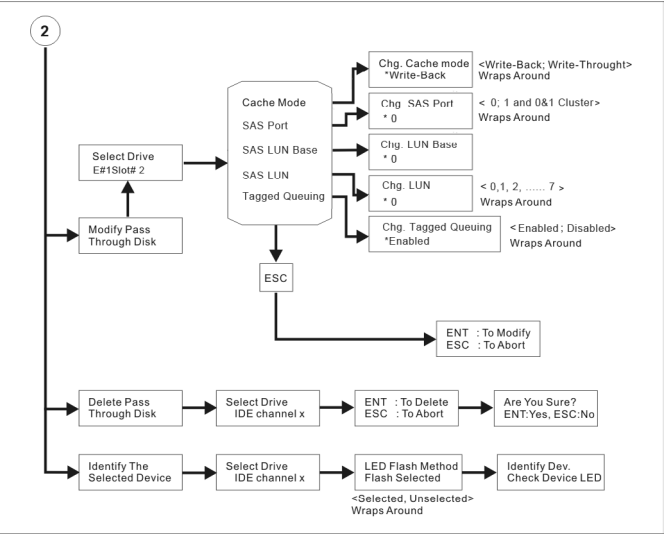 2
Chg. Cache mode
*Write-Back
<Write-Back; Write-Throught>
Wraps Around
Chg. SAS Port
* 0
< 0; 1 and 0&1 Cluster>
Wraps Around
Chg. LUN Base
* 0
Chg. LUN
* 0
< 0,1, 2, ...... 7 >
Wraps Around
Chg. Tagged Queuing
*Enabled
<Enabled; Disabled>
Wraps Around
Cache Mode
SAS Port
SAS LUN Base
SAS LUN
Tagged Queuing
Select Drive
E#1Slot# 2
Modify Pass
Through Disk
ESC
ENT : To Modify
ESC : To Abort
Delete Pass
Through Disk
Select Drive
IDE channel x
ENT : To Delete
ESC : To Abort
Are You Sure?
ENT:Yes, ESC:No
Identify The
Selected Device
Select Drive
IDE channel x
LED Flash Method
Flash Selected
<Selected, Unselected>
Wraps Around
Identify Dev.
Check Device LED